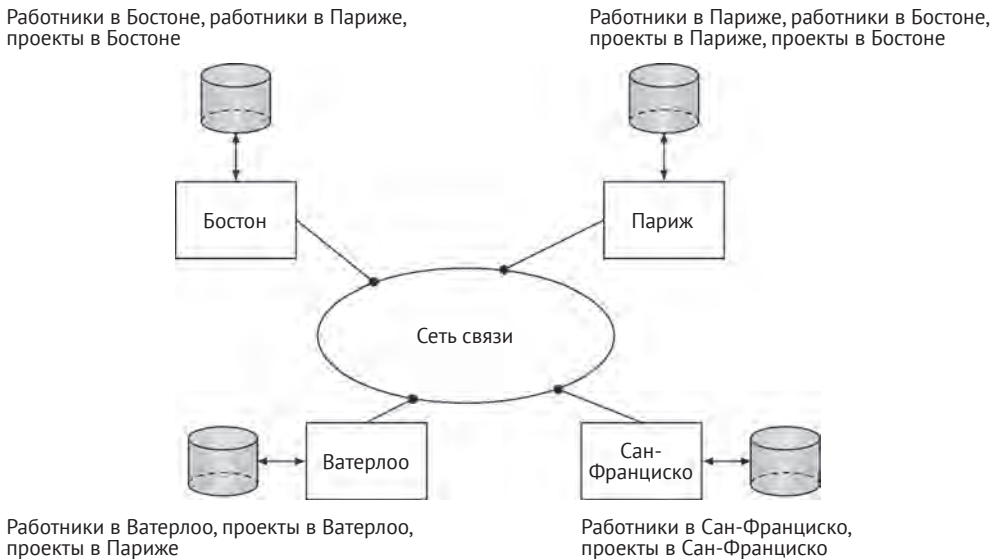 Работники в Бостоне, работники в Париже,
проекты в Бостоне
Работники в Париже, работники в Бостоне,
проекты в Париже, проекты в Бостоне
Бостон
Париж
Сеть связи
Ватерлоо
Сан-
Франциско
Работники в Ватерлоо, проекты в Ватерлоо,
проекты в Париже
Работники в Сан-Франциско,
проекты в Сан-Франциско